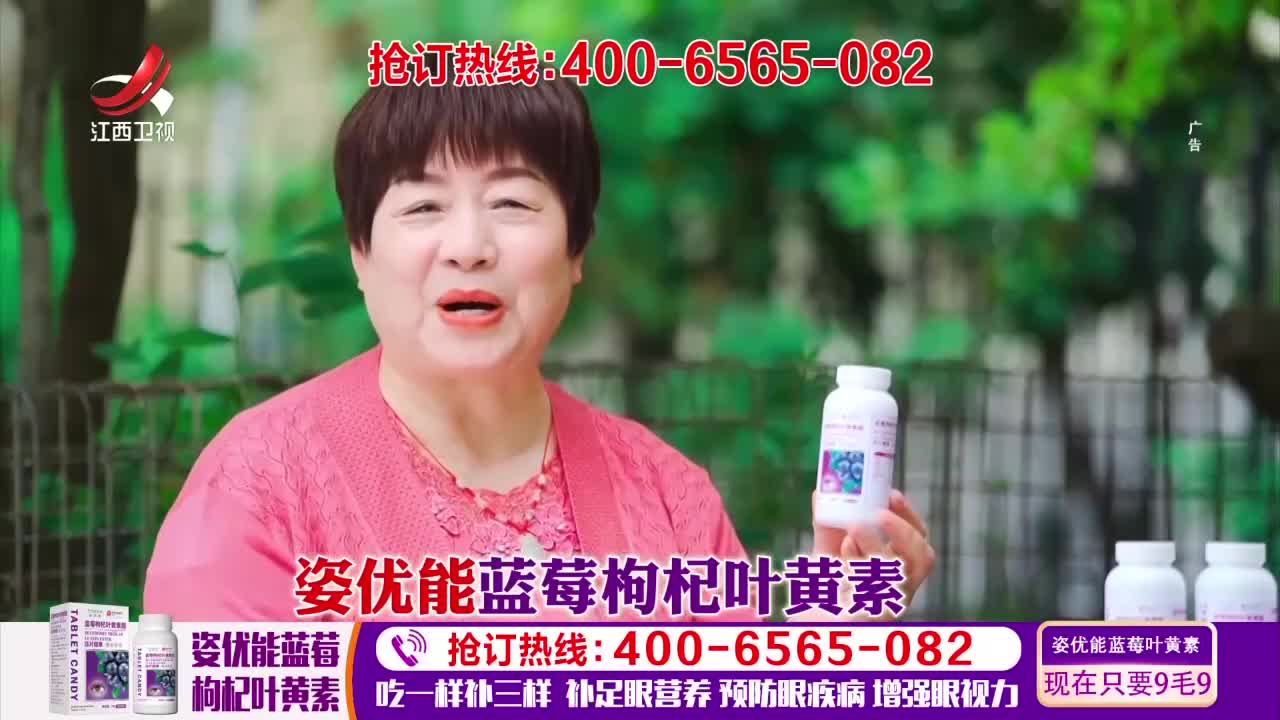 抢订热线:400-6565-082
江西卫视
广告
姿优能蓝莓枸杞叶黄素
TABLET CANDY
TABLET CANDY
姿优能蓝莓
枸杞叶黄素
抢订热线:400-6565-082
吃一样补三样 补足眼营养 预防眼疾病 增强眼视力
姿优能蓝莓叶黄素
现在只要9毛9